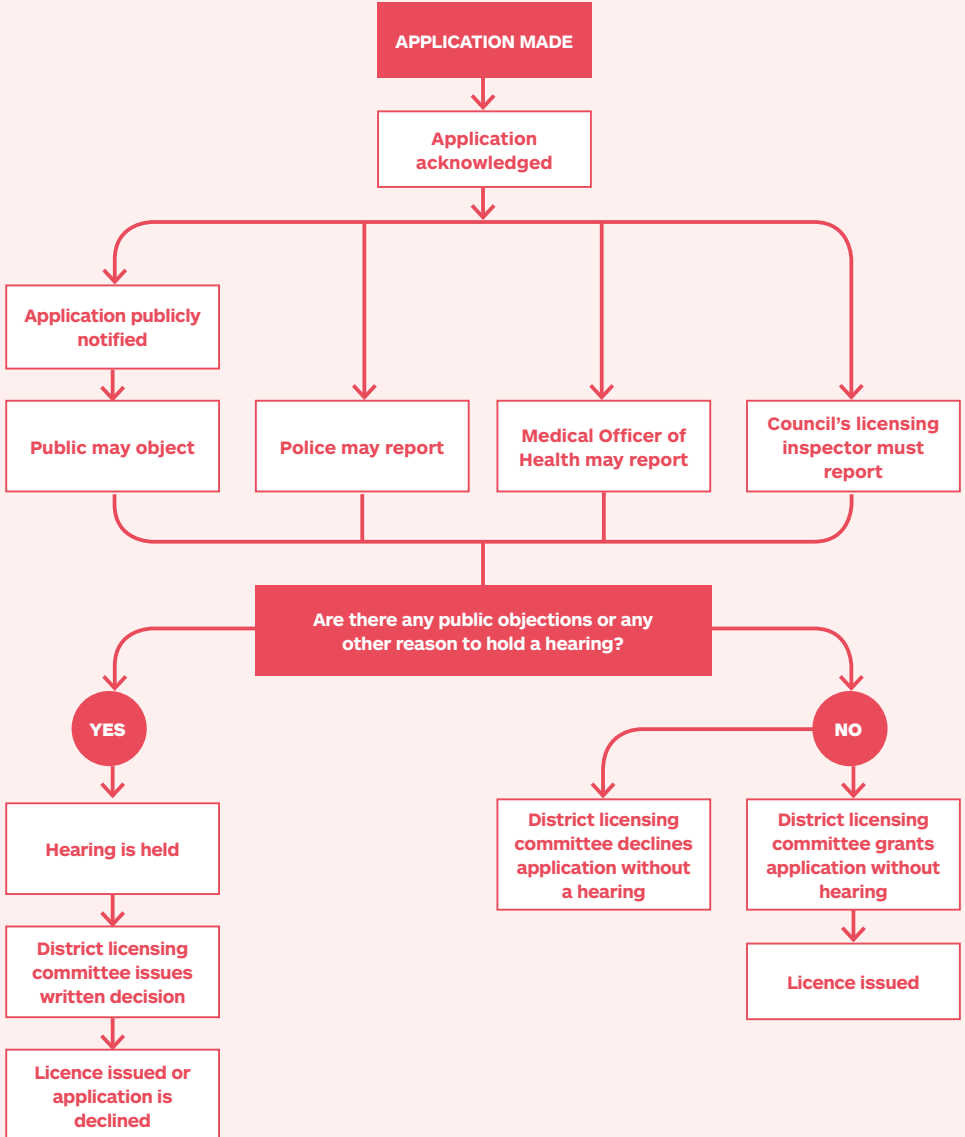 APPLICATION MADE
Application
acknowledged
Application publicly
notified
Public may object
Police may report
Medical Officer of
Health may report
Council’s licensing
inspector must
report
Are there any public objections or any
other reason to hold a hearing?
YES
NO
Hearing is held
District licensing
committee issues
written decision
Licence issued or
application is
declined
District licensing
committee declines
application without
a hearing
District licensing
committee grants
application without
hearing
Licence issued